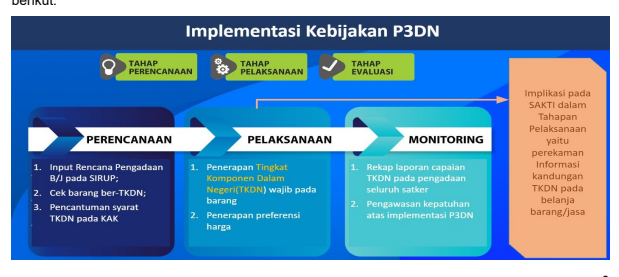 berikut:
Implementasi Kebijakan P3DN
TAHAP
PERENCANAAN
TAHAP
PELAKSANAAN
TAHAP
EVALUASI
PERENCANAAN
1. Input Rencana Pengadaan
B/J pada SIRUP;
2. Cek barang ber-TKDN;
3. Pencantuman syarat
TKDN pada KAK
PELAKSANAAN
1. Penerapan Tingkat
Komponen Dalam
Negeri(TKDN) wajib pada
barang
2. Penerapan preferensi
harga
MONITORING
1. Rekap laporan capaian
TKDN pada pengadaan
seluruh satker
2. Pengawasan kepatuhan
atas implementasi P3DN
Implikasi pada
SAKTI dalam
Tahapan
Pelaksanaan
yaitu
perekaman
Informasi
kandungan
TKDN pada
belanja
barang/jasa